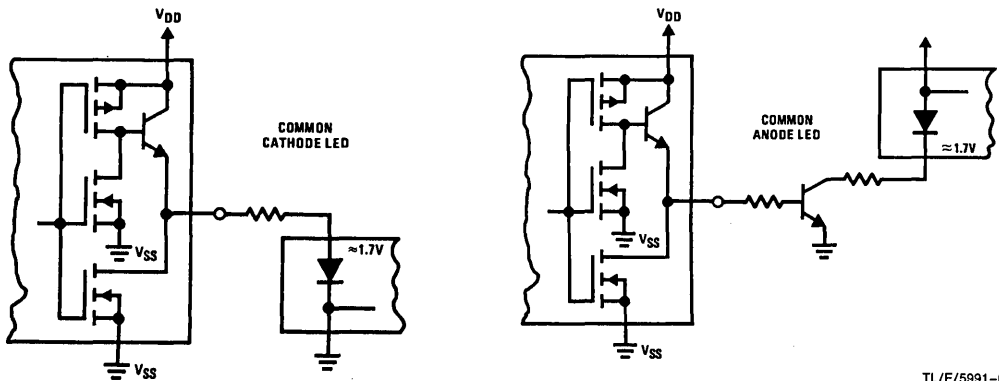 VDD
COMMON
CATHODE LED
VSS
≈1.7V
VSS
VDD
COMMON
ANODE LED
≈1.7V
VSS
VSS